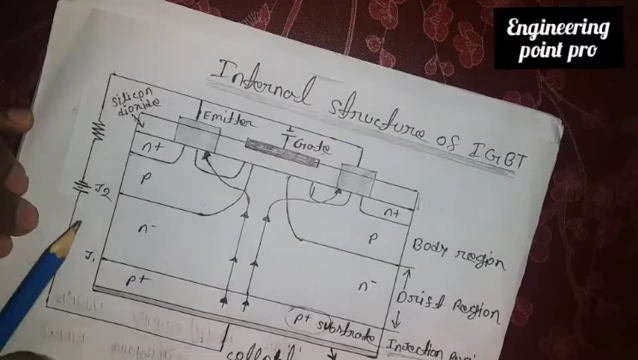 Engineering
point pro
Internal structure of IGBT
Silicon
dioxide
Emitter
Gate
n+
n+
P
J2
P
Body region
n-
n-
J1
Drift Region
P+
P+ substrate
Injection